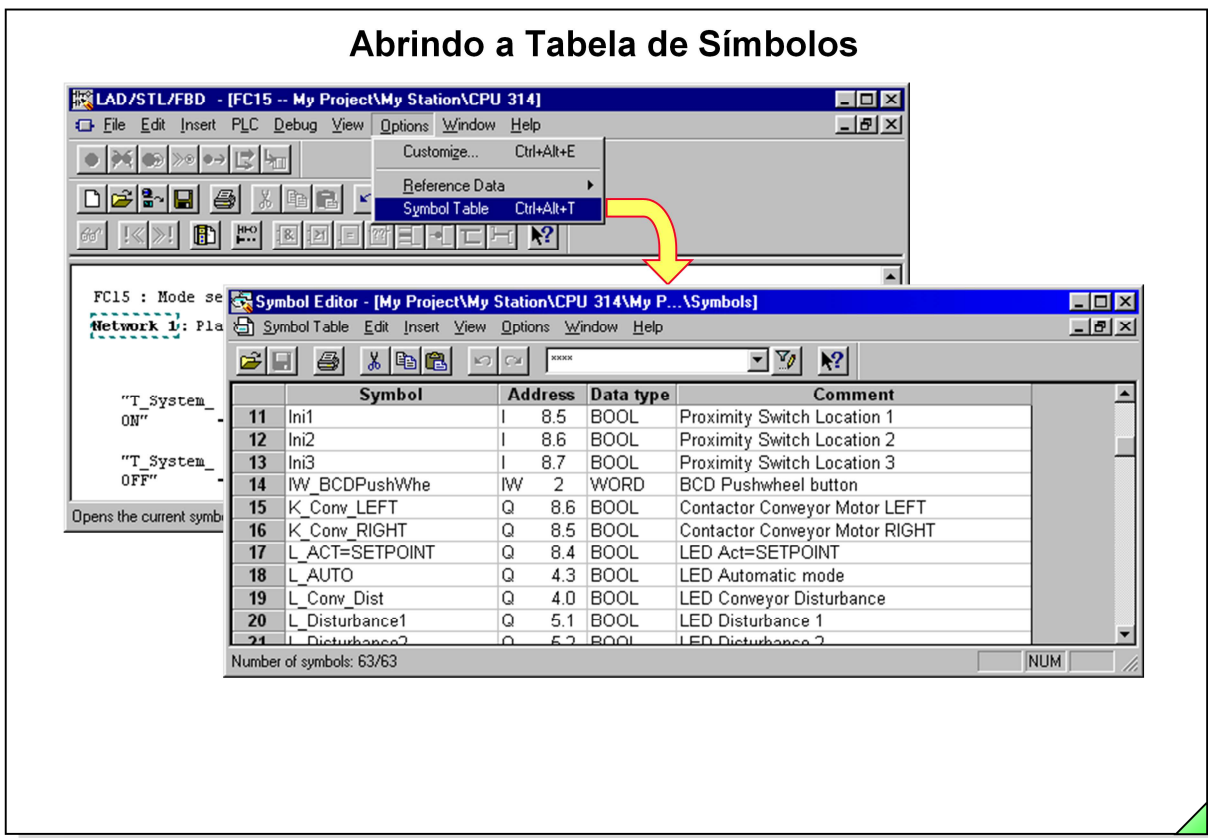 Abrindo a Tabela de Símbolos
LAD/STL/FBD - [FC15 -- My Project\My Station\CPU 314]
File Edit Insert PLC Debug View Options Window Help
Customize... Ctrl+Alt+E
Reference Data
Symbol Table Ctrl+Alt+T
FC15 : Mode se
Network 1: Pla
"T_System_
ON"
"T_System_
OFF"
Opens the current symb
Symbol Editor - [My Project\My Station\CPU 314\My P...\Symbols]
Symbol Table Edit Insert View Options Window Help
××××
Symbol Address Data type Comment
11 Ini1 I 8.5 BOOL Proximity Switch Location 1
12 Ini2 I 8.6 BOOL Proximity Switch Location 2
13 Ini3 I 8.7 BOOL Proximity Switch Location 3
14 IW_BCDPushWhe IW 2 WORD BCD Pushwheel button
15 K_Conv_LEFT Q 8.6 BOOL Contactor Conveyor Motor LEFT
16 K_Conv_RIGHT Q 8.5 BOOL Contactor Conveyor Motor RIGHT
17 L_ACT=SETPOINT Q 8.4 BOOL LED Act=SETPOINT
18 L_AUTO Q 4.3 BOOL LED Automatic mode
19 L_Conv_Dist Q 4.0 BOOL LED Conveyor Disturbance
20 L_Disturbance1 Q 5.1 BOOL LED Disturbance 1
21 L_Disturbance2 Q 5.2 BOOL LED Disturbance 2
Number of symbols: 63/63
NUM